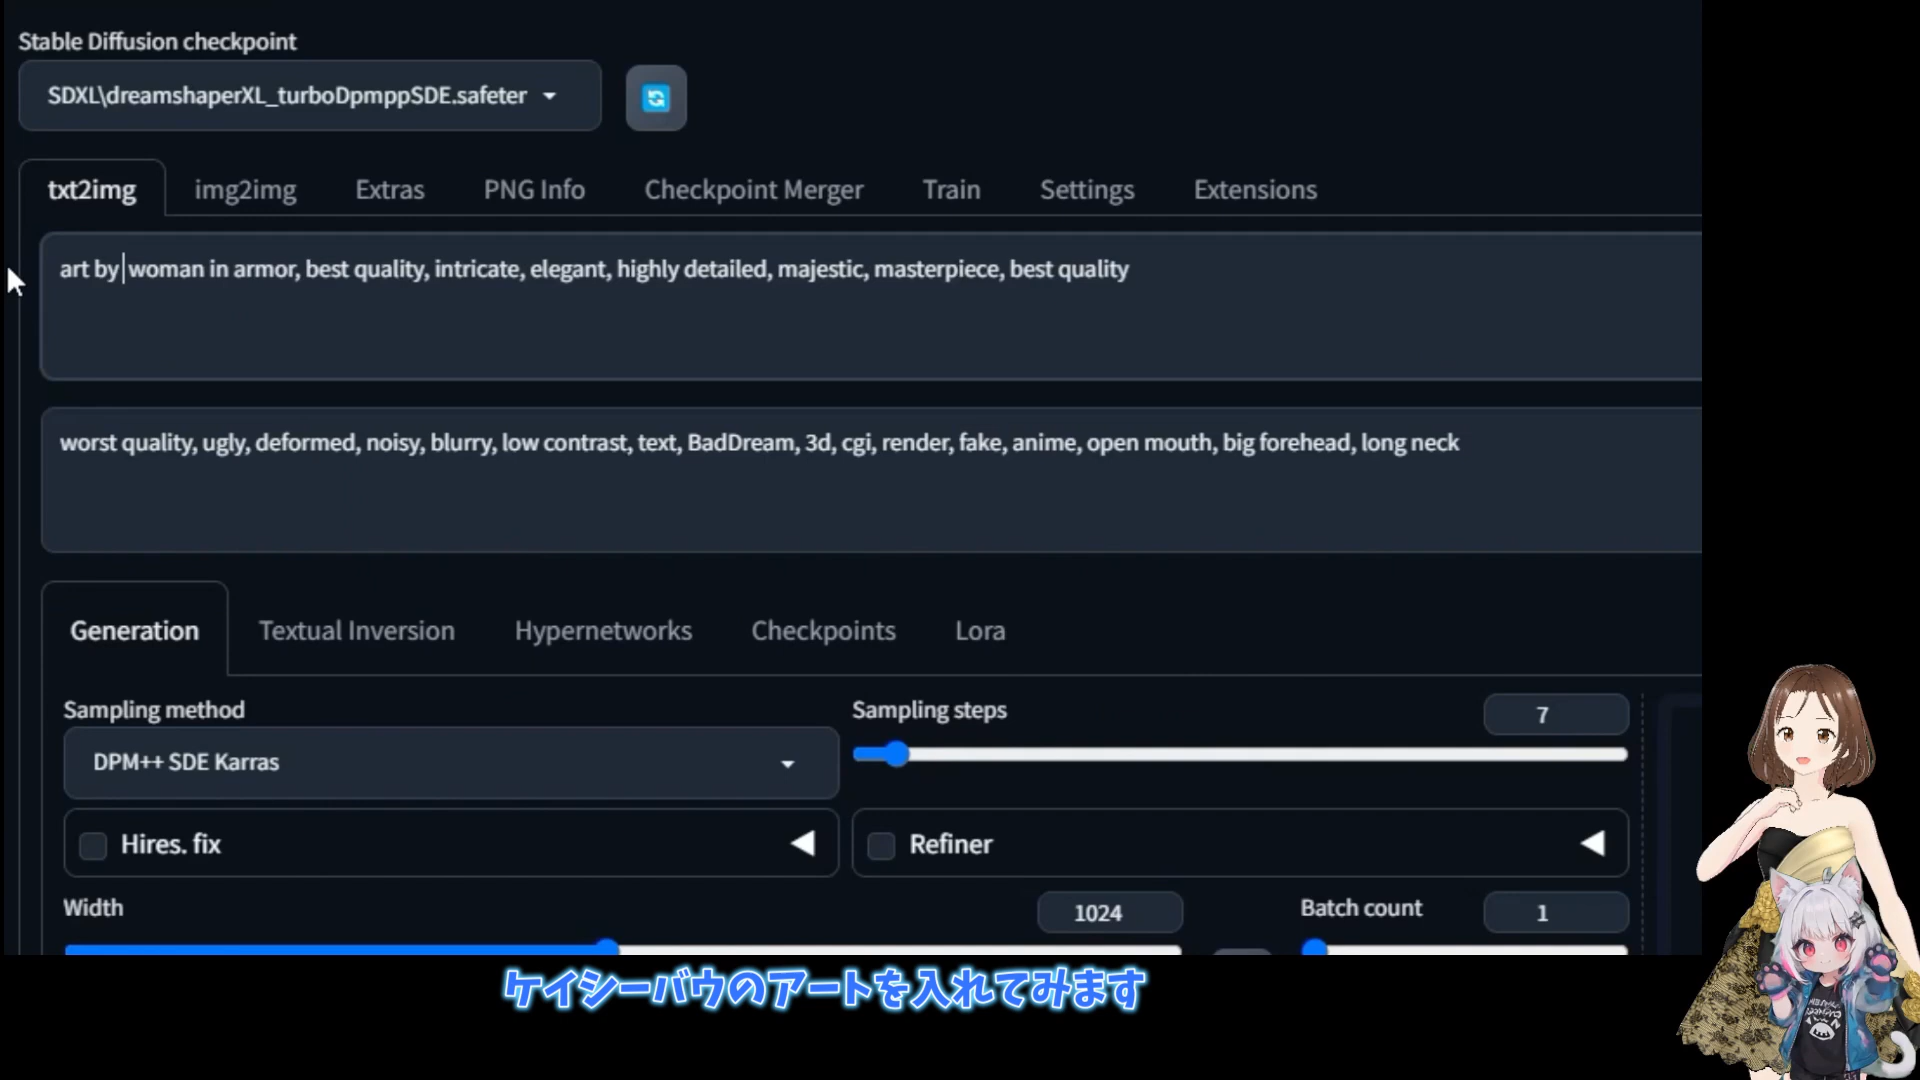 Stable Diffusion checkpoint
SDXL\dreamshaperXL_turboDpmppSDE.safeter
txt2img img2img Extras PNG Info Checkpoint Merger Train Settings Extensions
art by woman in armor, best quality, intricate, elegant, highly detailed, majestic, masterpiece, best quality
worst quality, ugly, deformed, noisy, blurry, low contrast, text, BadDream, 3d, cgi, render, fake, anime, open mouth, big forehead, long neck
Generation Textual Inversion Hypernetworks Checkpoints Lora
Sampling method
DPM++ SDE Karras
Sampling steps
7
Hires. fix
Refiner
Width
1024
Batch count
1
ケイシーバウのアートを入れてみます